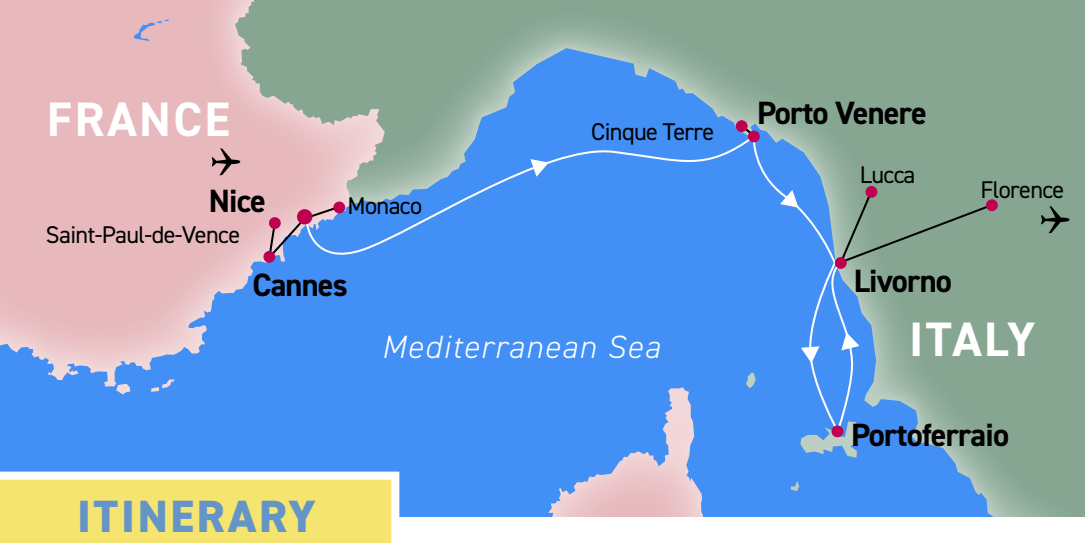 FRANCE
Porto Venere
Cinque Terre
Lucca
Florence
Nice
Monaco
Saint-Paul-de-Vence
Cannes
Livorno
ITALY
Mediterranean Sea
Portoferraio
ITINERARY